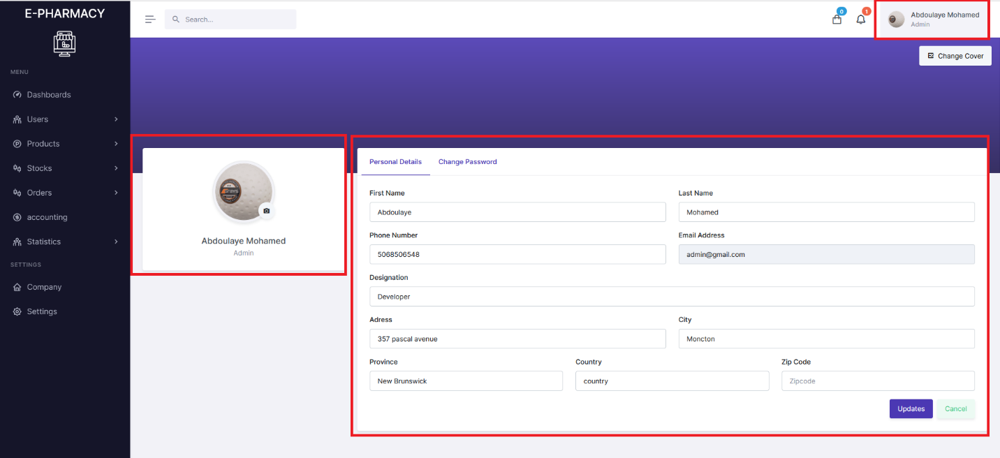 E-PHARMACY
MENU
Dashboards
Users
Products
Stocks
Orders
accounting
Statistics
SETTINGS
Company
Settings
Search...
0
1
Abdoulaye Mohamed
Admin
Change Cover
Abdoulaye Mohamed
Admin
Personal Details
Change Password
First Name
Last Name
Abdoulaye
Mohamed
Phone Number
Email Address
5068506548
admin@gmail.com
Designation
Developer
Adress
City
357 pascal avenue
Moncton
Province
Country
Zip Code
New Brunswick
country
Zipcode
Updates
Cancel